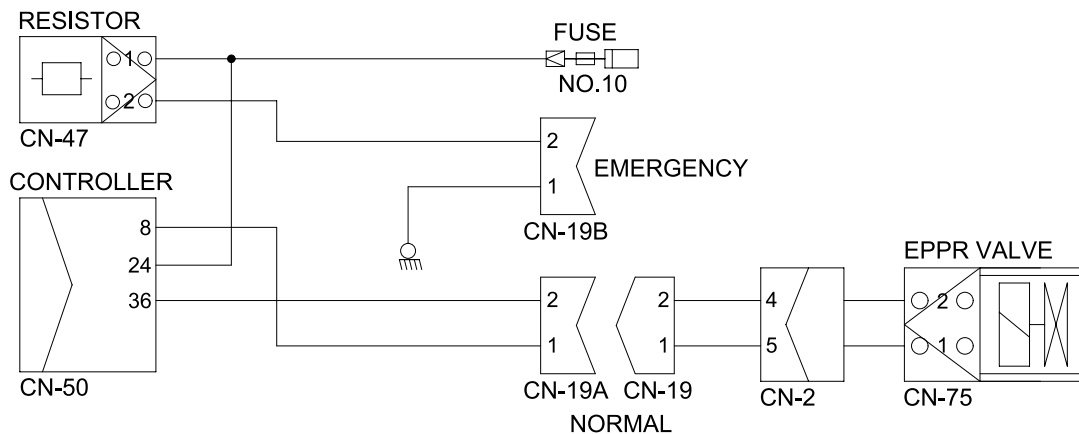 RESISTOR
1
2
CN-47
FUSE
NO.10
2
1
EMERGENCY
CN-19B
CONTROLLER
8
24
36
CN-50
2
1
CN-19A
2
1
CN-19
NORMAL
4
5
CN-2
EPPR VALVE
2
1
CN-75